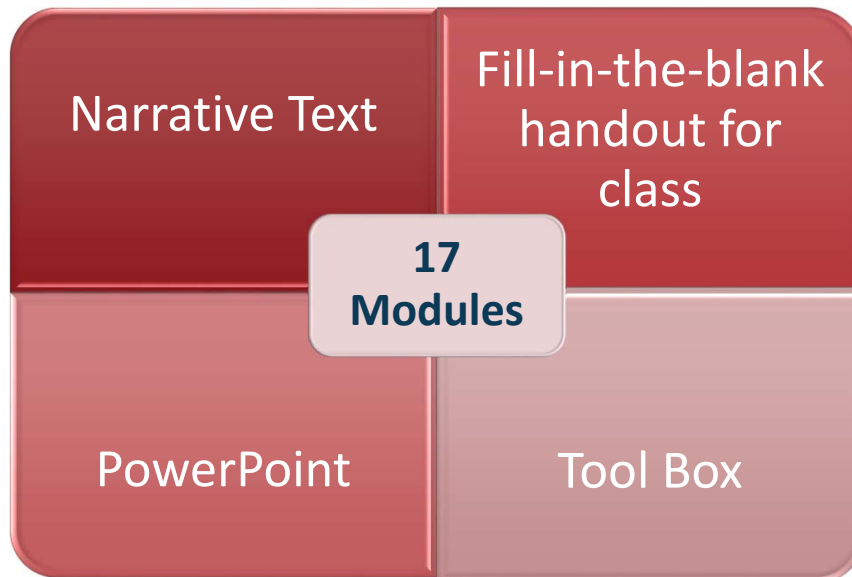 Narrative Text
Fill-in-the-blank
handout for
class
17
Modules
PowerPoint
Tool Box